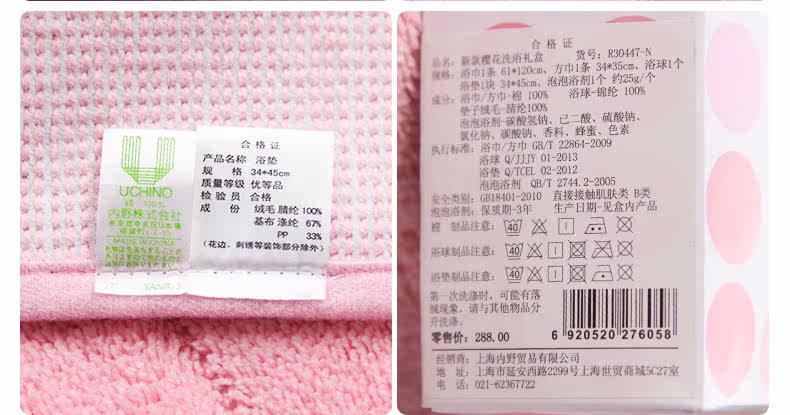 UCHINO
綿 100%
内野株式会社
MADE IN CHINA
SANR-3
合格证
产品名称 浴垫
规 格 34*45cm
质量等级 优等品
检验员 合格
成 份 绒毛腈纶 100%
基布 涤纶 67%
PP 33%
(花边、刺绣等装饰部分除外)
合格证
品名: 新款樱花洗浴礼盒 货号: R30447-N
规格: 浴巾1条 61*120cm、方巾1条 34*35cm、浴球1个
浴垫1块 34*45cm、泡泡浴剂1个 约25g/个
成分: 浴巾/方巾-棉 100% 浴球-锦纶 100%
垫子绒毛-腈纶100%
泡泡浴剂-碳酸氢钠、己二酸、硫酸钠、
氯化钠、碳酸钠、香料、蜂蜜、色素
执行标准: 浴巾/方巾 GB/T 22864-2009
浴球 Q/JJJY 01-2013
浴垫 Q/TCEL 02-2012
泡泡浴剂 QB/T 2744.2-2005
安全类别: GB18401-2010 直接接触肌肤类 B类
泡泡浴剂: 保质期-3年 生产日期-见盒内产品
棉 制品注意: 40
浴球制品注意: 40
浴垫制品注意: 40
第一次洗涤时, 可能有落
绒现象, 请与其他物品分
开洗涤。
零售价: 288.00
6 920520 276058
经销商: 上海内野贸易有限公司
地 址: 上海市延安西路2299号上海世贸商城5C27室
电 话: 021-62367722